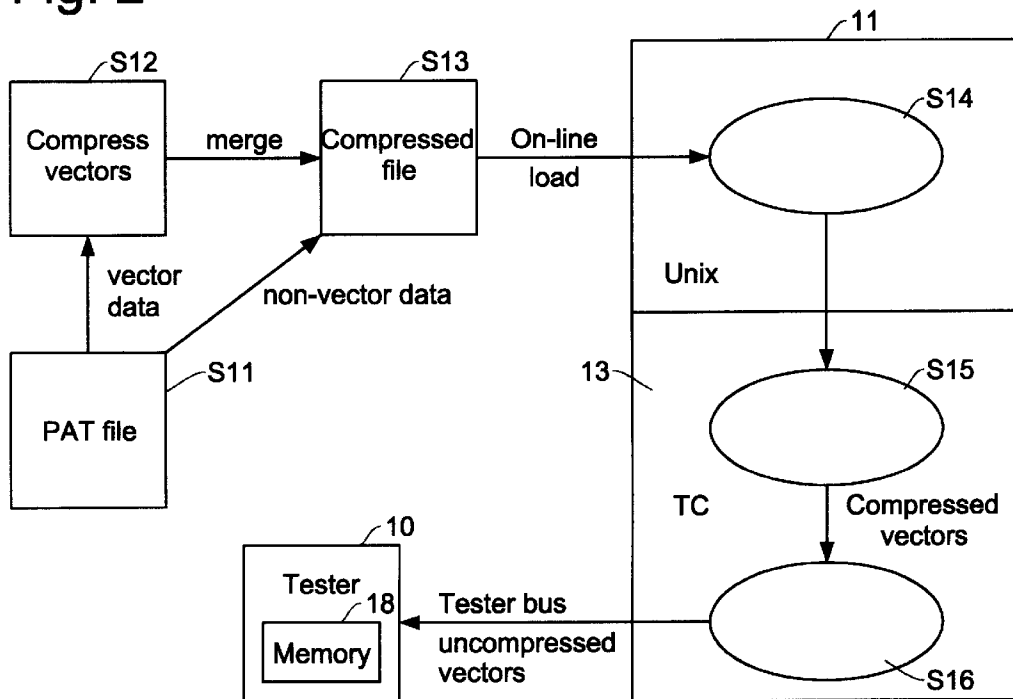 Fig. 2
11
S12
S13
S14
Compress
vectors
merge
Compressed
file
On-line
load
vector
data
non-vector data
Unix
S11
13
S15
PAT file
TC
Compressed
vectors
10
Tester
18
Memory
Tester bus
uncompressed
vectors
S16